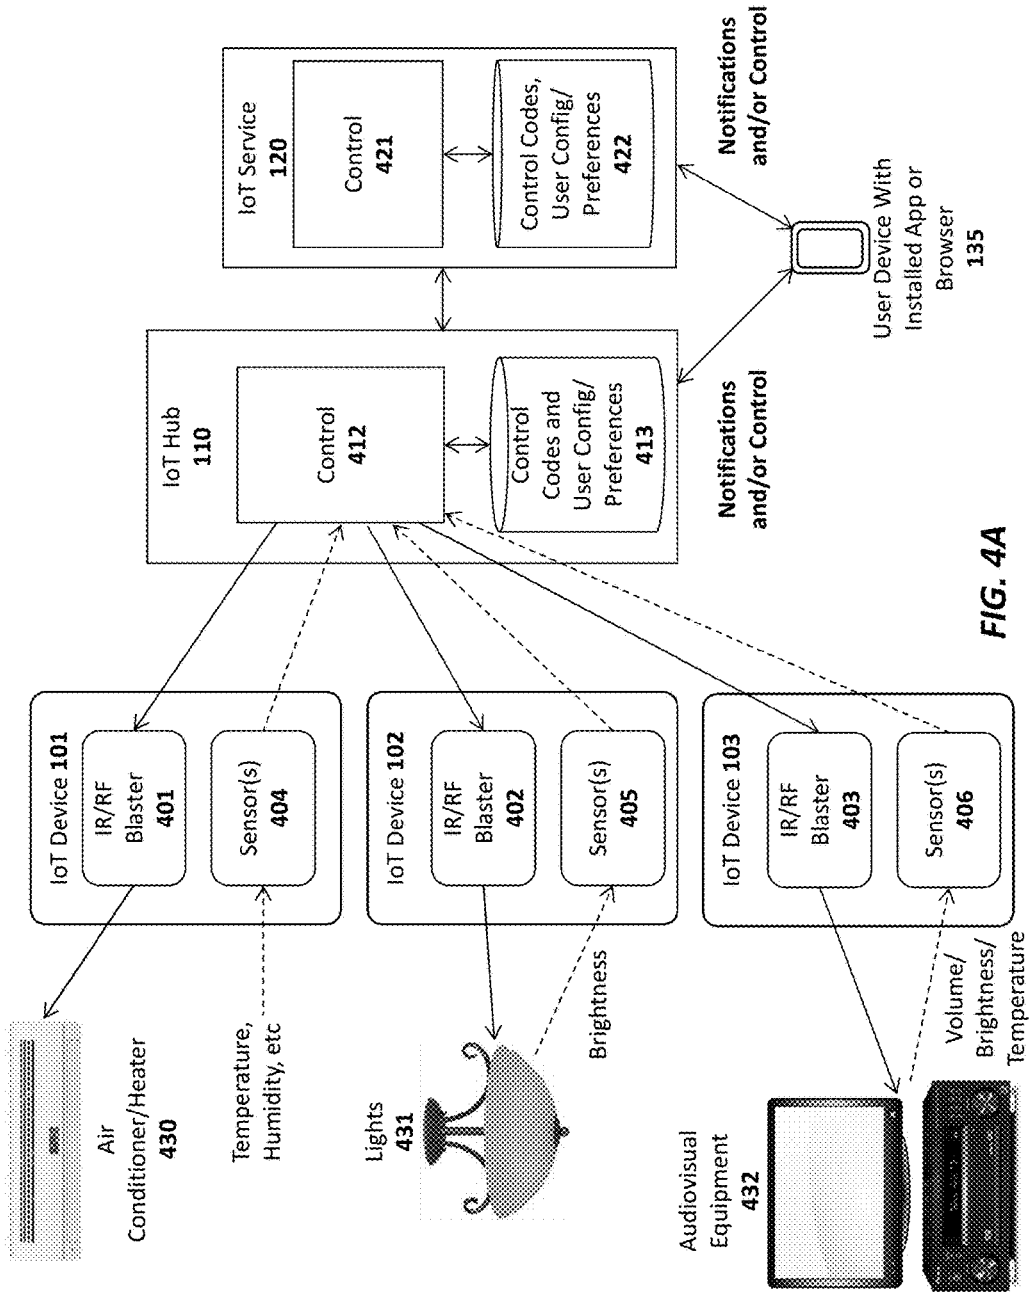 Air
Conditioner/Heater
430
Temperature,
Humidity, etc
Lights
431
Brightness
Audiovisual
Equipment
432
Volume/
Brightness/
Temperature
IoT Device 101
IR/RF
Blaster
401
Sensor(s)
404
IoT Device 102
IR/RF
Blaster
402
Sensor(s)
405
IoT Device 103
IR/RF
Blaster
403
Sensor(s)
406
IoT Hub
110
Control
412
Control
Codes and
User Config/
Preferences
413
Notifications
and/or Control
IoT Service
120
Control
421
Control Codes,
User Config/
Preferences
422
Notifications
and/or Control
User Device With
Installed App or
Browser
135
FIG. 4A